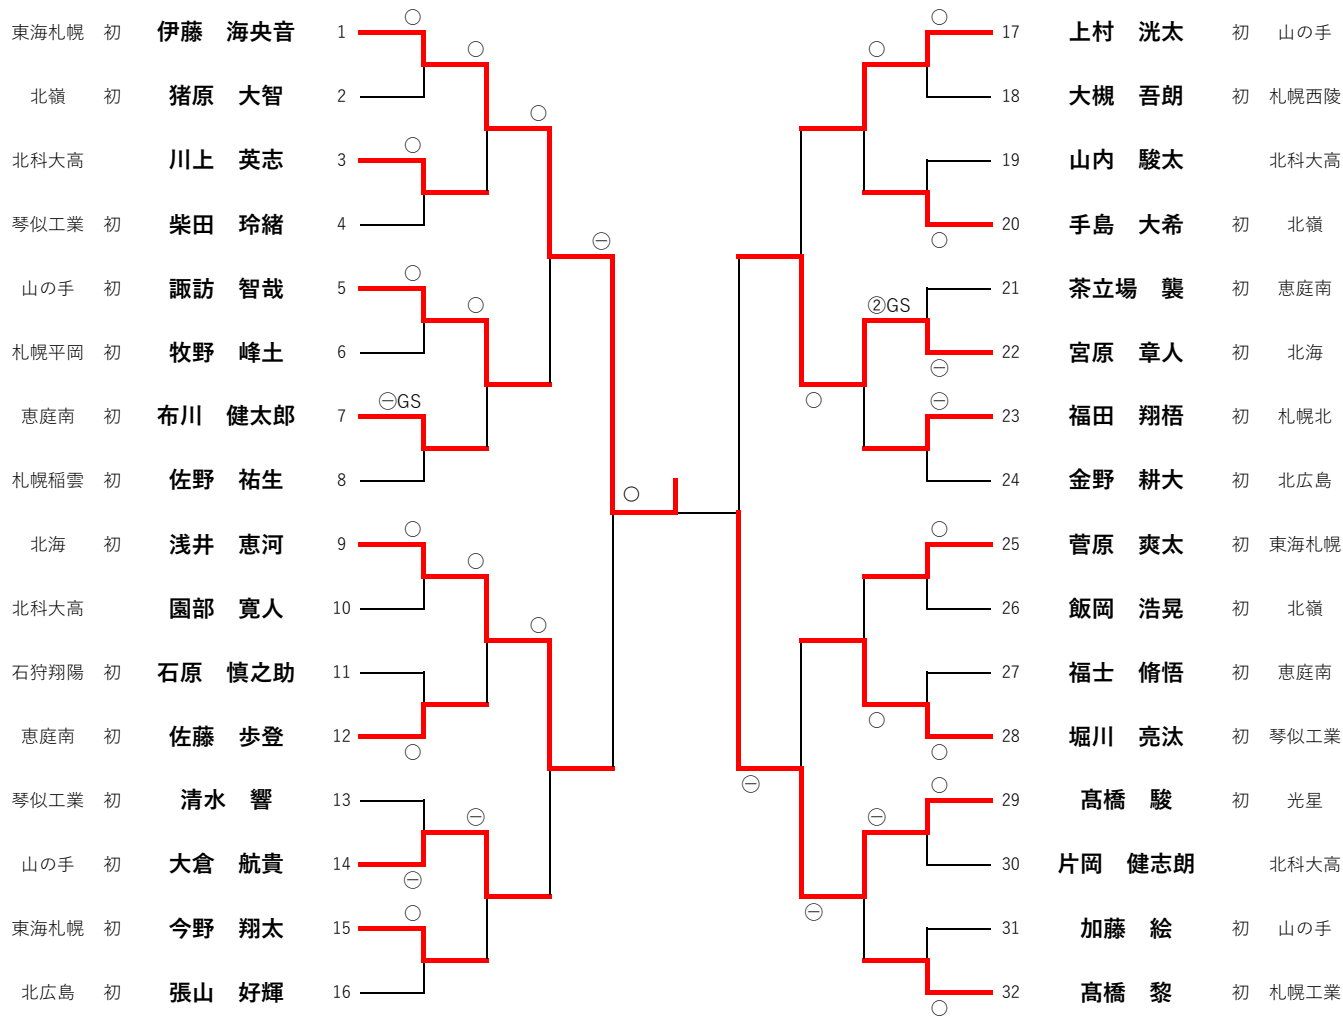 東海札幌 初 伊藤 海央音 1 ○ ○ 17 上村 洸太 初 山の手
○ ○
北嶺 初 猪原 大智 2 18 大槻 吾朗 初 札幌西陵
○
北科大高 川上 英志 3 ○ 19 山内 駿太 北科大高
琴似工業 初 柴田 玲緒 4 20 手島 大希 初 北嶺
㊀ ○
山の手 初 諏訪 智哉 5 ○ 21 茶立場 襲 初 恵庭南
○ ②GS
札幌平岡 初 牧野 峰土 6 22 宮原 章人 初 北海
㊀
恵庭南 初 布川 健太郎 7 ㊀GS ○ ㊀ 23 福田 翔悟 初 札幌北
札幌稲雲 初 佐野 祐生 8 24 金野 耕大 初 北広島
○
北海 初 浅井 恵河 9 ○ ○ 25 菅原 爽太 初 東海札幌
○
北科大高 園部 寛人 10 26 飯岡 浩晃 初 北嶺
○
石狩翔陽 初 石原 慎之助 11 27 福士 脩悟 初 恵庭南
○
恵庭南 初 佐藤 歩登 12 28 堀川 亮汰 初 琴似工業
○ ○
㊀ ○
琴似工業 初 清水 響 13 29 髙橋 駿 初 光星
㊀ ㊀
山の手 初 大倉 航貴 14 30 片岡 健志朗 北科大高
㊀
東海札幌 初 今野 翔太 15 ○ ㊀ 31 加藤 絵 初 山の手
北広島 初 張山 好輝 16 32 髙橋 黎 初 札幌工業
○